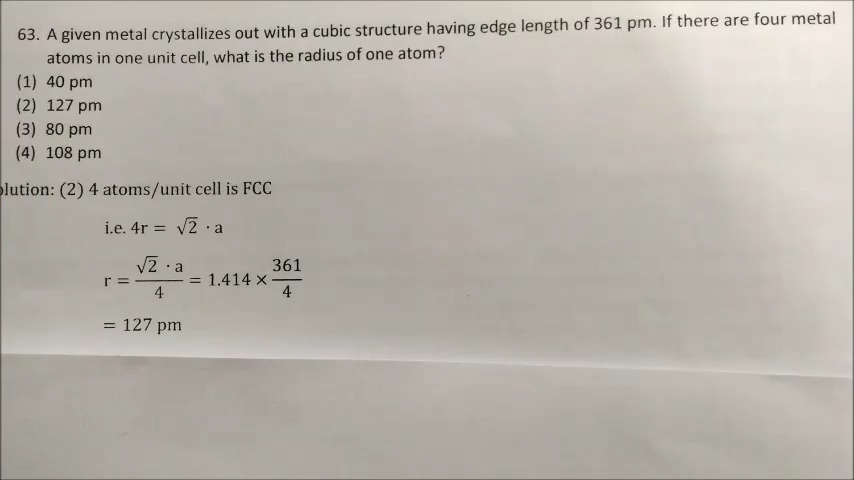 63. A given metal crystallizes out with a cubic structure having edge length of 361 pm. If there are four metal
atoms in one unit cell, what is the radius of one atom?
(1) 40 pm
(2) 127 pm
(3) 80 pm
(4) 108 pm
olution: (2) 4 atoms/unit cell is FCC
i.e. 4r = √2 · a
r = √2 · a / 4 = 1.414 × 361 / 4
= 127 pm